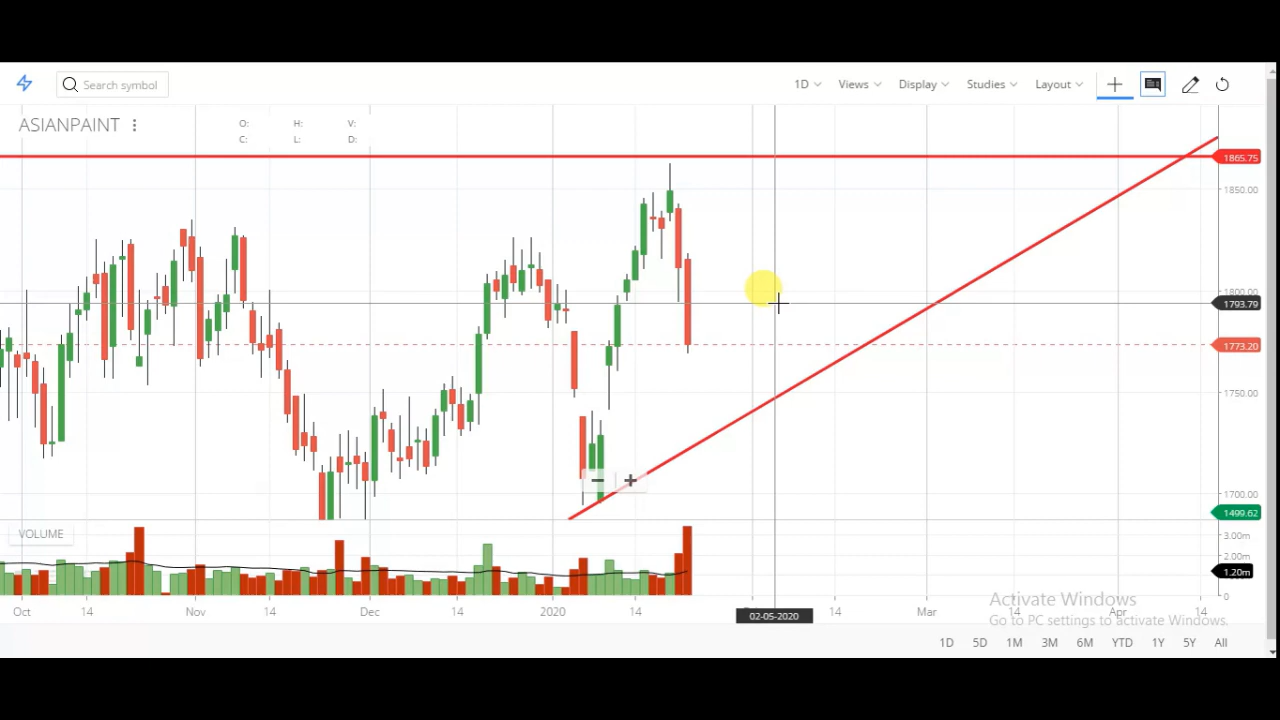 Search symbol
1D Views Display Studies Layout
ASIANPAINT
O: H: V:
C: L: D:
1865.75
1850.00
1800.00
1793.79
1773.20
1750.00
1700.00
1499.62
VOLUME
3.00m
2.00m
1.20m
0
Oct 14 Nov 14 Dec 14 2020 14 14 Mar 14 Apr 14
02-05-2020
Activate Windows
Go to PC settings to activate Windows.
1D 5D 1M 3M 6M YTD 1Y 5Y All